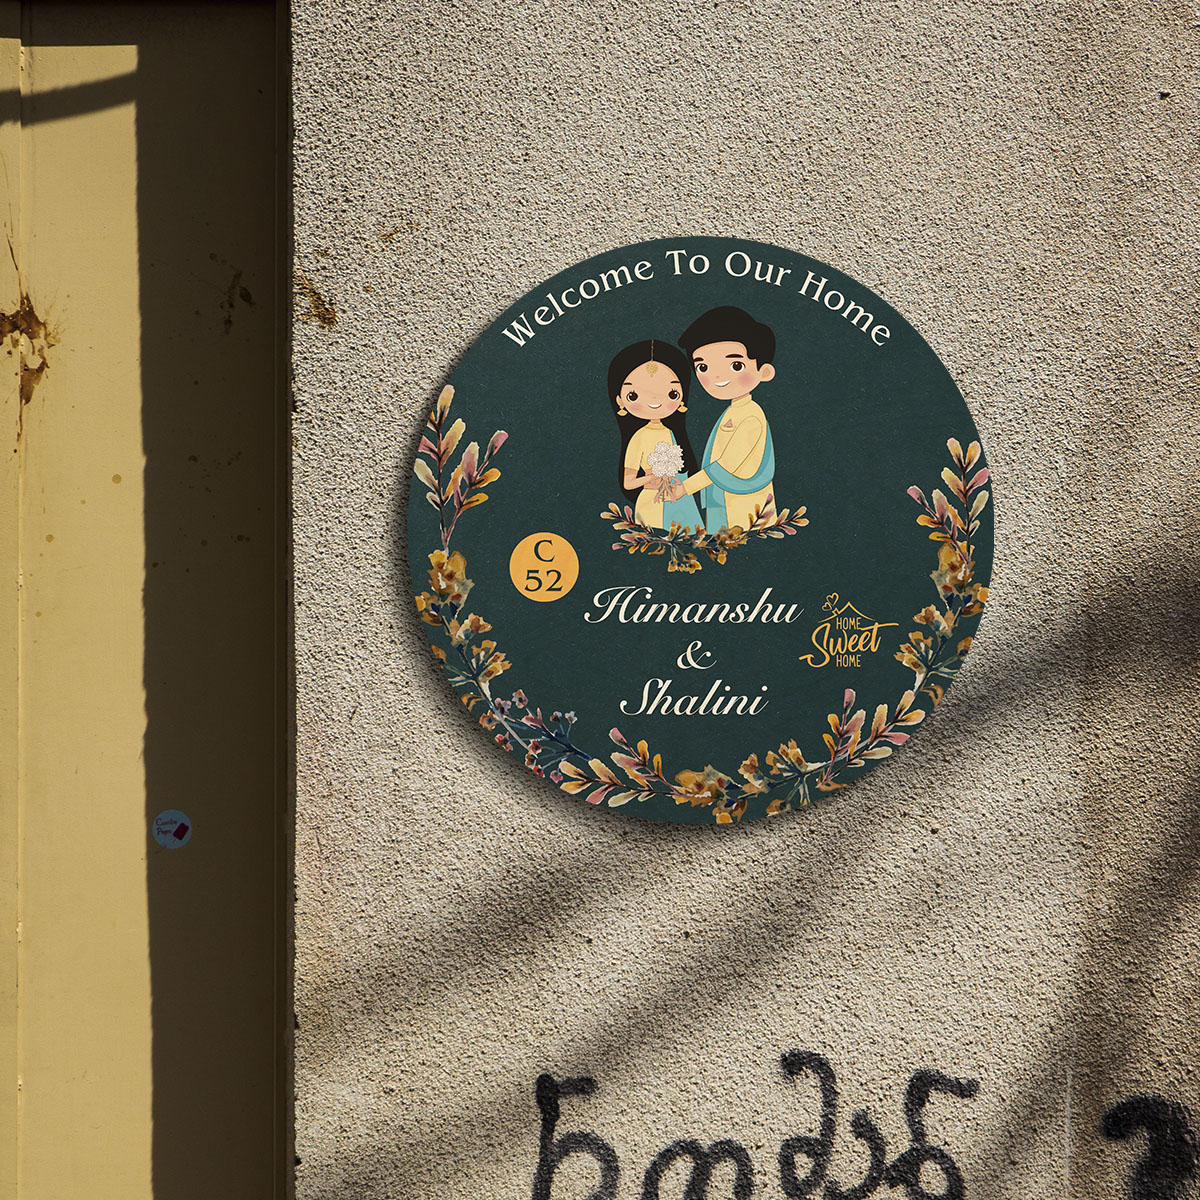 Welcome To Our Home
C
52
Himanshu
&
Shalini
HOME
Sweet
HOME